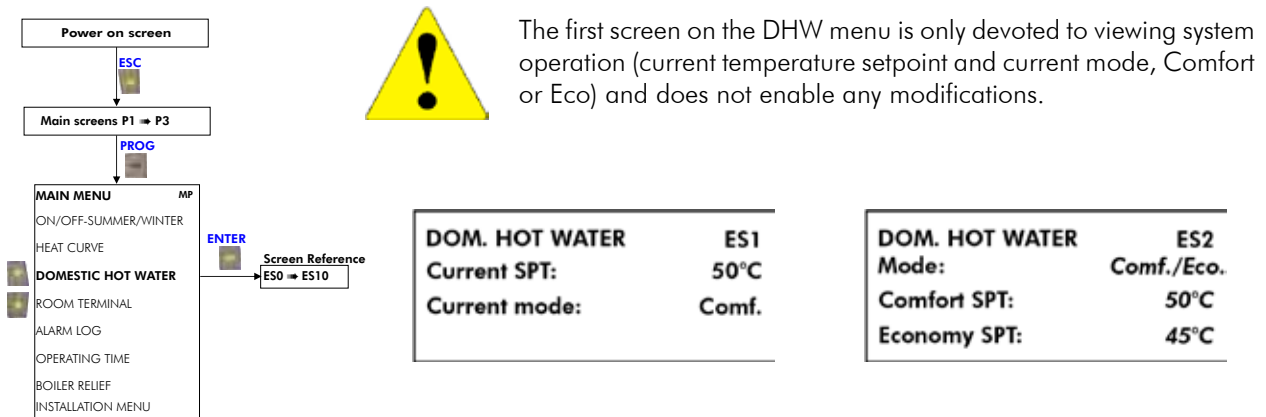 Power on screen
ESC
Main screens P1 ➠ P3
PROG
MAIN MENU MP
ON/OFF-SUMMER/WINTER
HEAT CURVE
DOMESTIC HOT WATER
ROOM TERMINAL
ALARM LOG
OPERATING TIME
BOILER RELIEF
INSTALLATION MENU
ENTER
Screen Reference
ES0 ➠ ES10
The first screen on the DHW menu is only devoted to viewing system
operation (current temperature setpoint and current mode, Comfort
or Eco) and does not enable any modifications.
DOM. HOT WATER ES1
Current SPT: 50°C
Current mode: Comf.
DOM. HOT WATER ES2
Mode: Comf./Eco.
Comfort SPT: 50°C
Economy SPT: 45°C